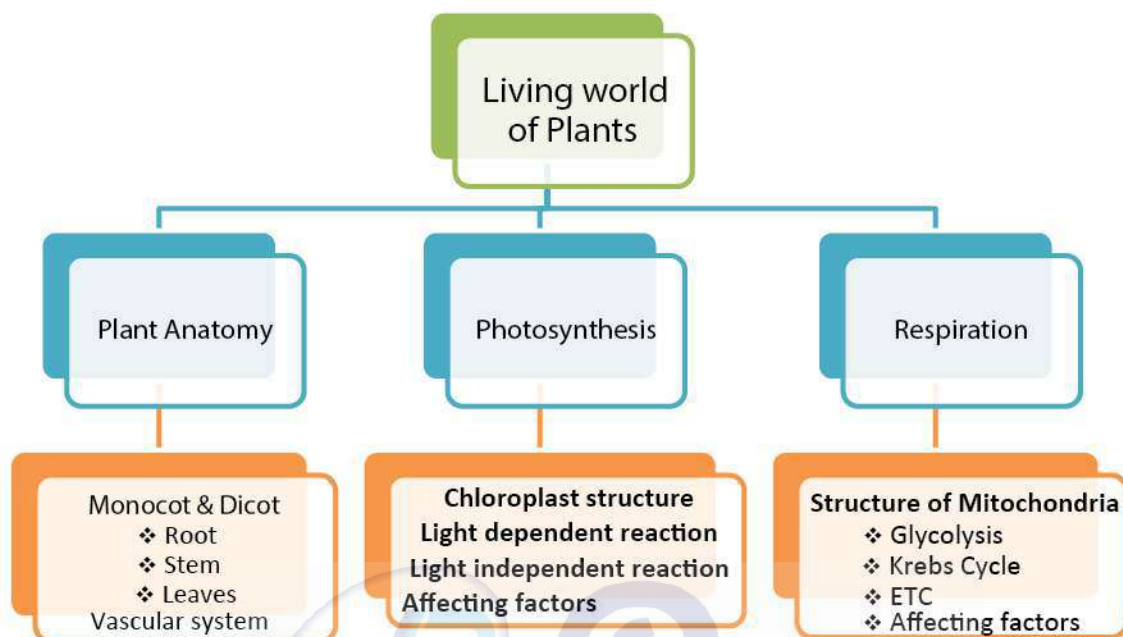 Living world
of Plants
Plant Anatomy
Photosynthesis
Respiration
Monocot & Dicot
❖ Root
❖ Stem
❖ Leaves
Vascular system
Chloroplast structure
Light dependent reaction
Light independent reaction
Affecting factors
Structure of Mitochondria
❖ Glycolysis
❖ Krebs Cycle
❖ ETC
❖ Affecting factors